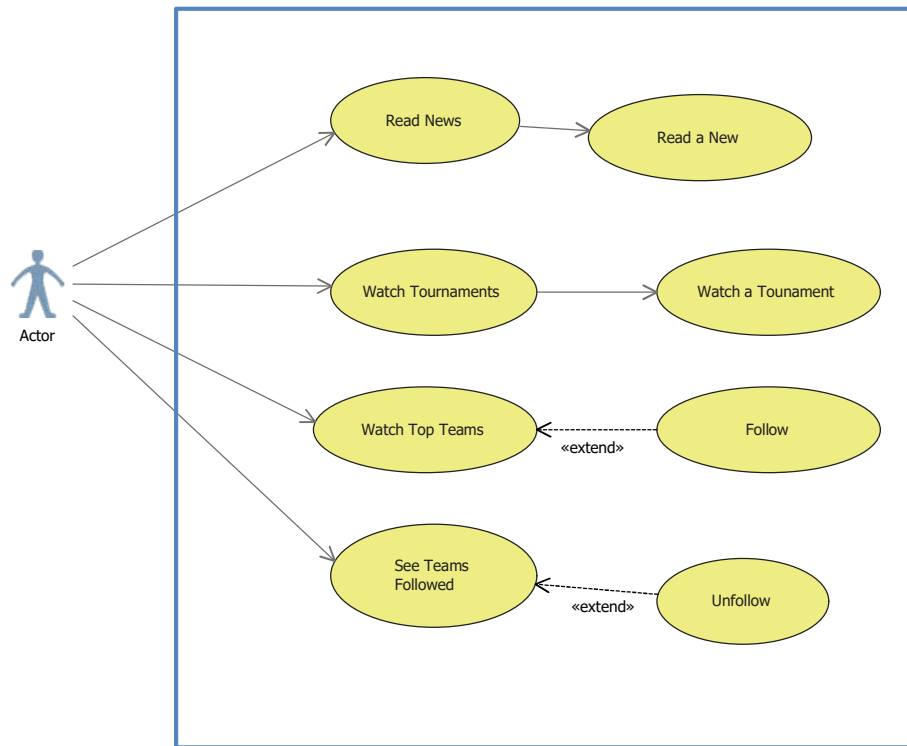 Read News
Read a New
Watch Tournaments
Watch a Tounament
Actor
Watch Top Teams
«extend»
Follow
See Teams
Followed
«extend»
Unfollow